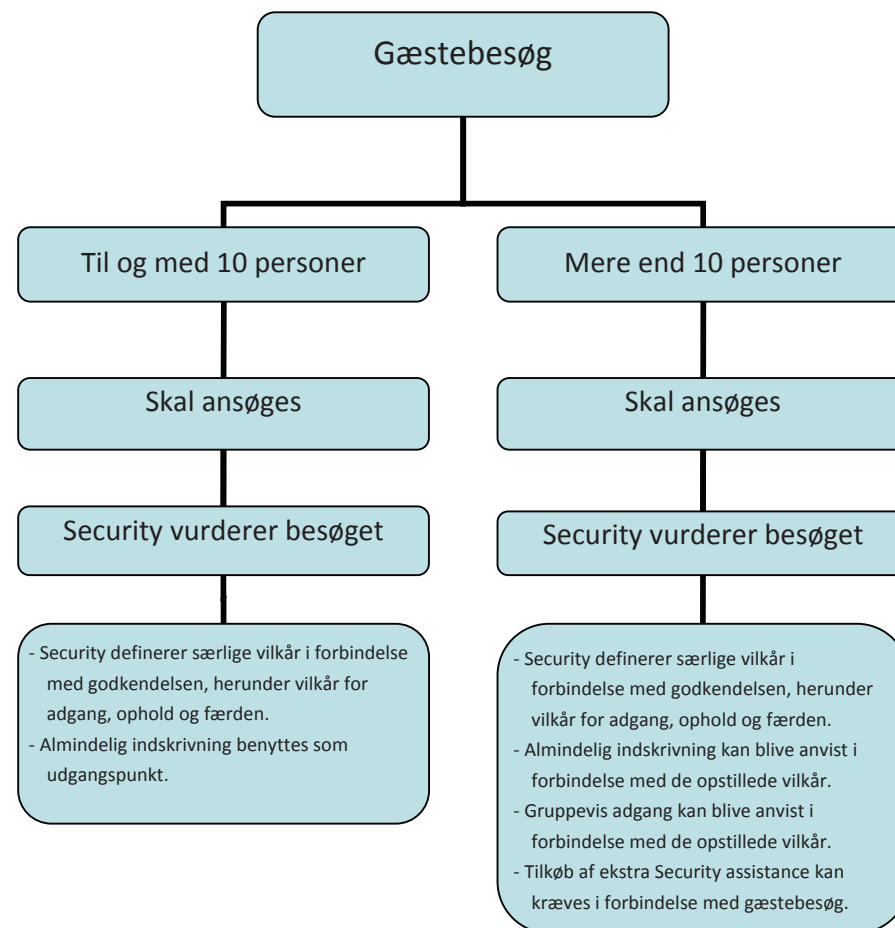 Gæstebesøg
Til og med 10 personer
Skal ansøges
Security vurderer besøget
- Security definerer særlige vilkår i forbindelse
med godkendelsen, herunder vilkår for
adgang, ophold og færden.
- Almindelig indskrivning benyttes som
udgangspunkt.
Mere end 10 personer
Skal ansøges
Security vurderer besøget
- Security definerer særlige vilkår i
forbindelse med godkendelsen, herunder
vilkår for adgang, ophold og færden.
- Almindelig indskrivning kan blive anvist i
forbindelse med de opstillede vilkår.
- Gruppevis adgang kan blive anvist i
forbindelse med de opstillede vilkår.
- Tilkøb af ekstra Security assistance kan
kræves i forbindelse med gæstebesøg.